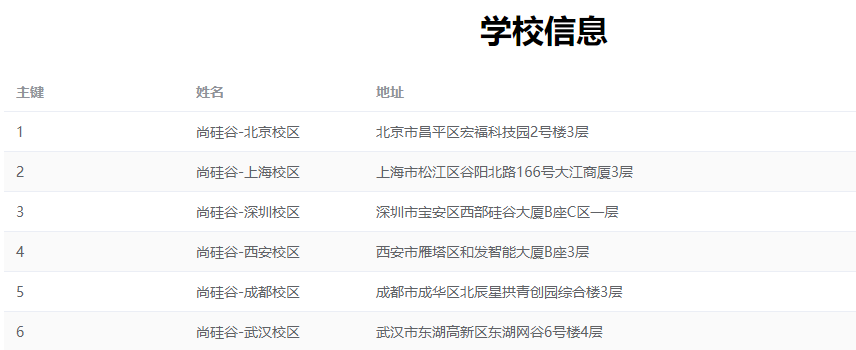 学校信息
主键 姓名 地址
1 尚硅谷-北京校区 北京市昌平区宏福科技园2号楼3层
2 尚硅谷-上海校区 上海市松江区谷阳北路166号大江商厦3层
3 尚硅谷-深圳校区 深圳市宝安区西部硅谷大厦B座C区一层
4 尚硅谷-西安校区 西安市雁塔区和发智能大厦B座3层
5 尚硅谷-成都校区 成都市成华区北辰星拱青创园综合楼3层
6 尚硅谷-武汉校区 武汉市东湖高新区东湖网谷6号楼4层